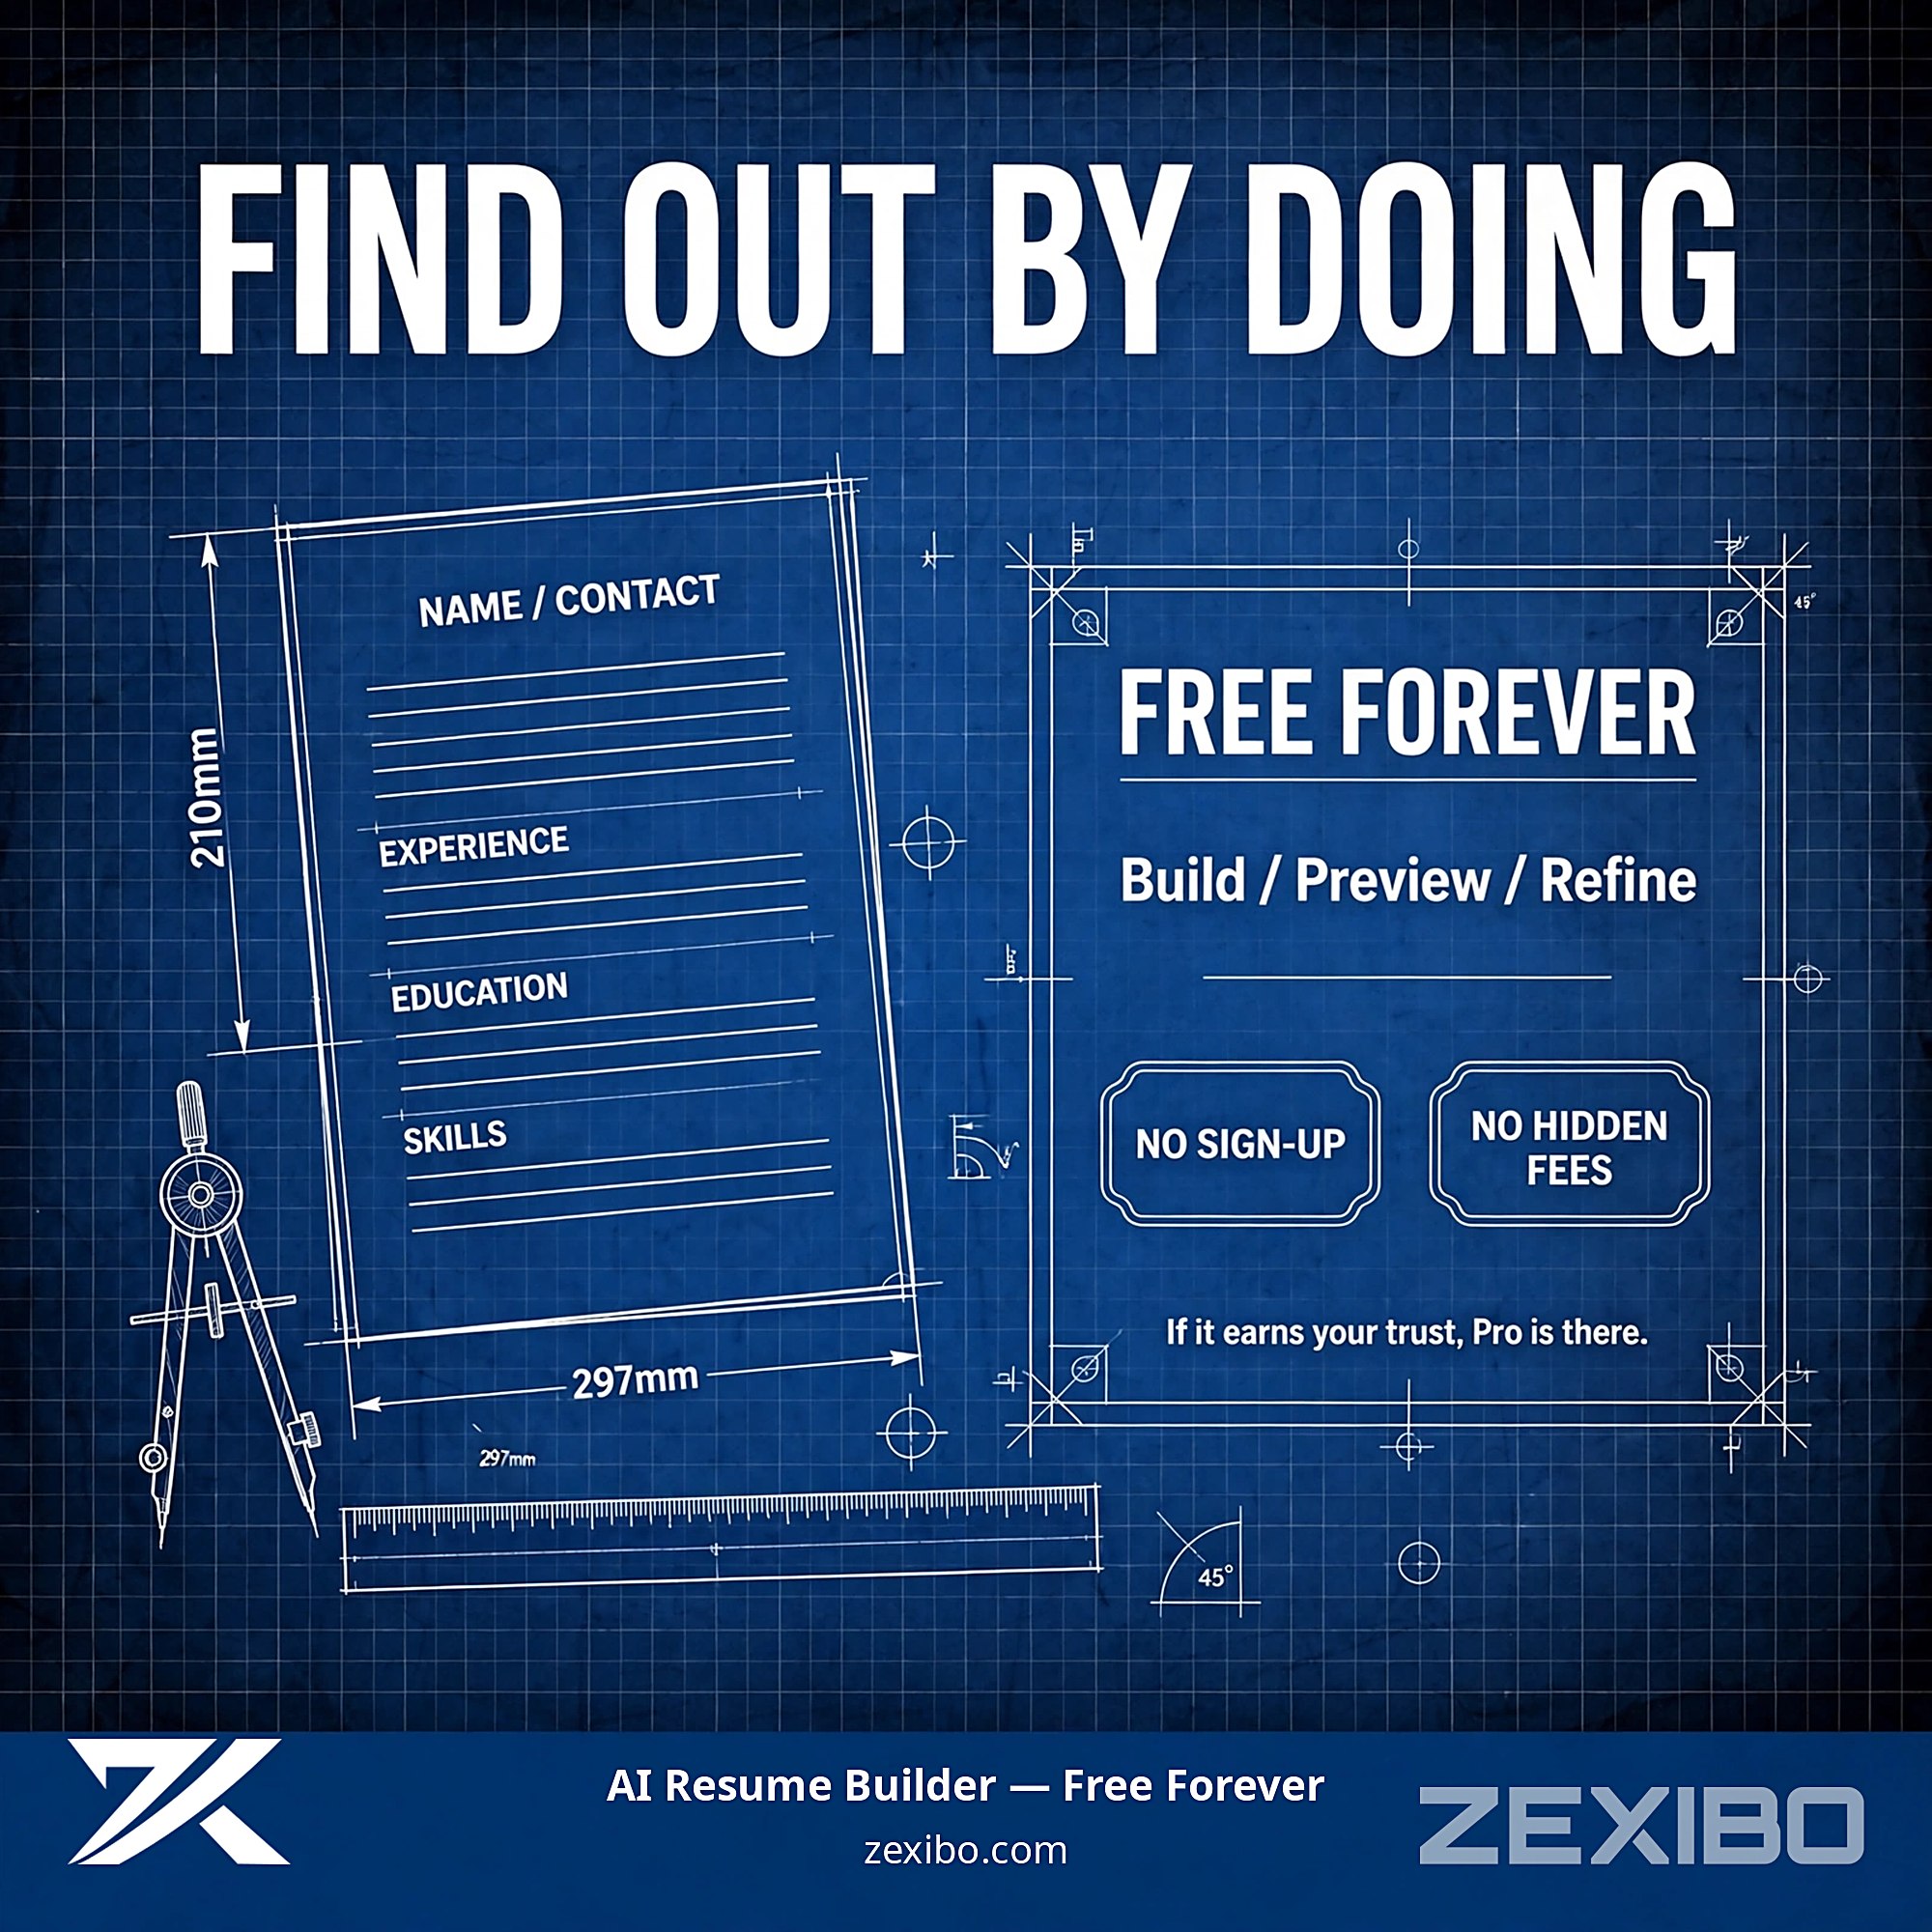 FIND OUT BY DOING
NAME / CONTACT
210mm
EXPERIENCE
EDUCATION
SKILLS
297mm
297mm
45°
FREE FOREVER
Build / Preview / Refine
NO SIGN-UP
NO HIDDEN
FEES
If it earns your trust, Pro is there.
45°
AI Resume Builder — Free Forever
zexibo.com
ZEXIBO